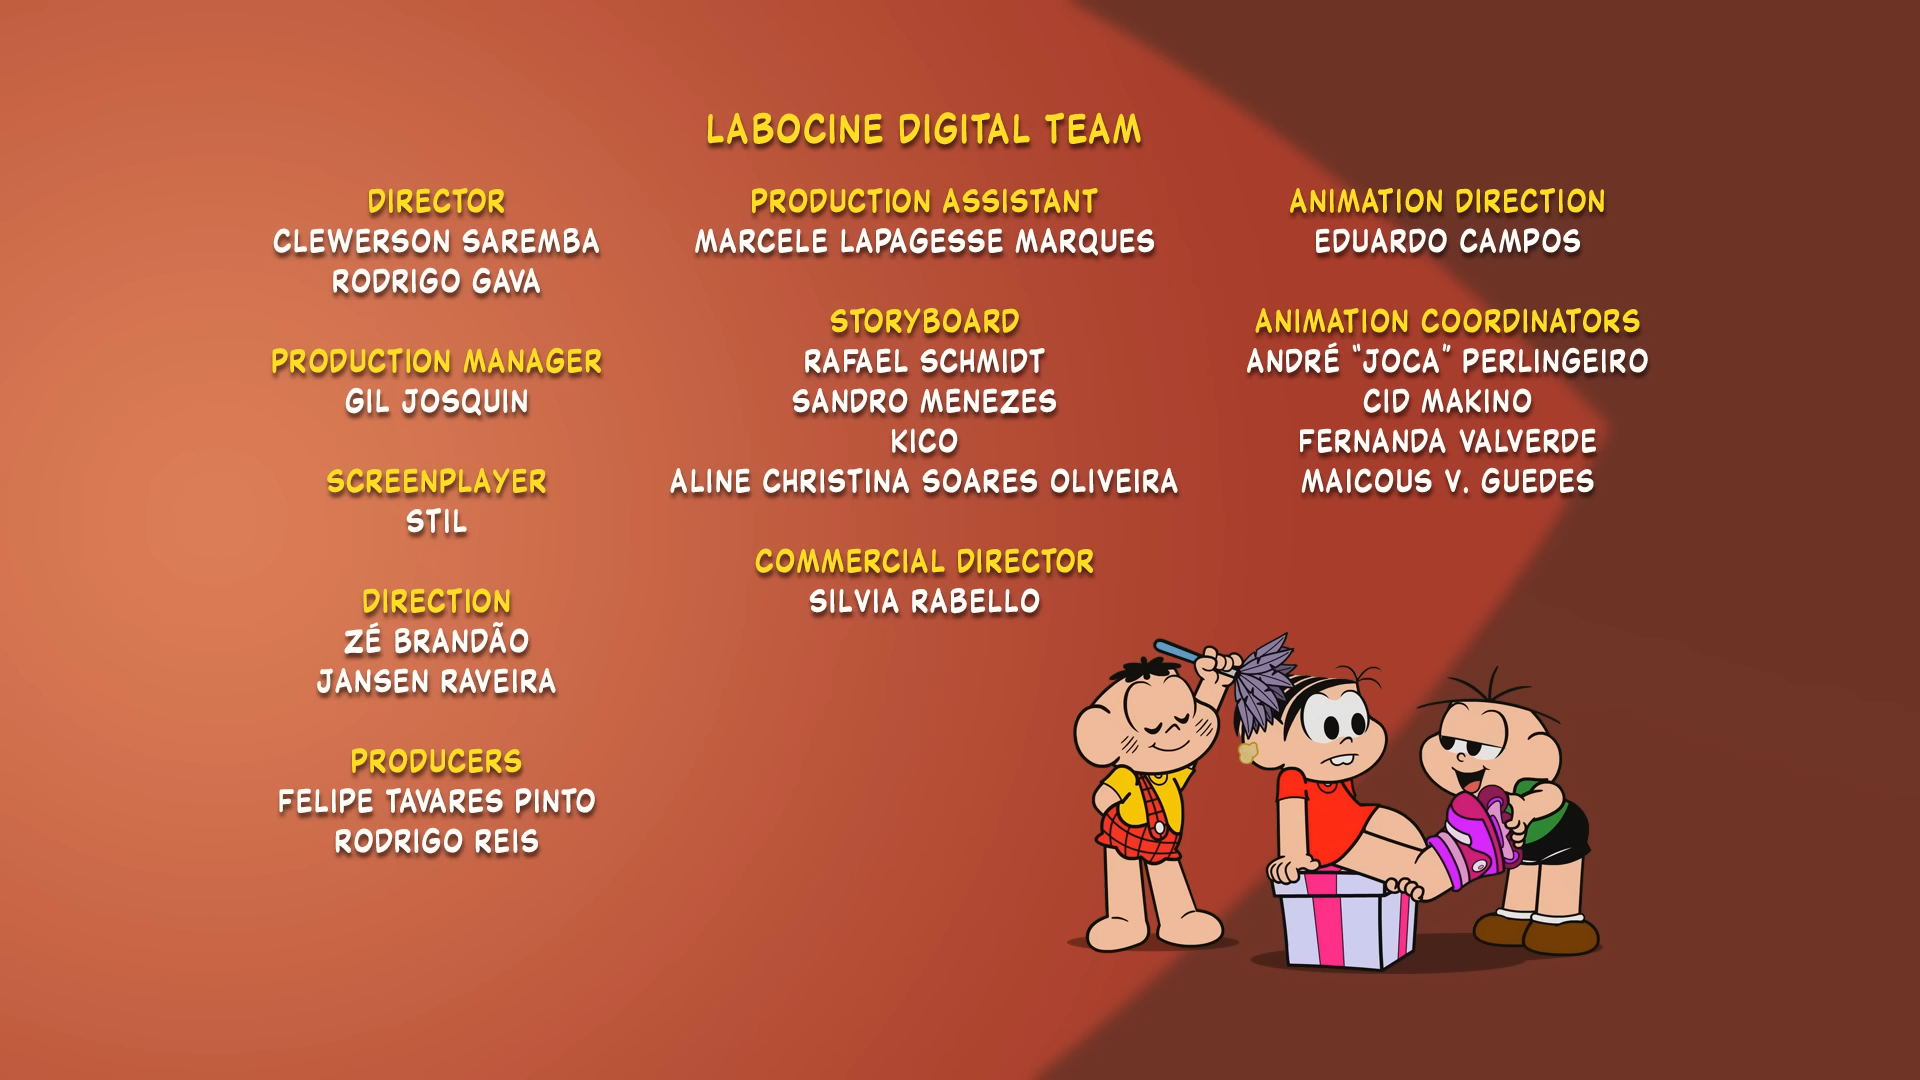 LABOCINE DIGITAL TEAM
DIRECTOR
CLEWERSON SAREMBA
RODRIGO GAVA
PRODUCTION MANAGER
GIL JOSQUIN
SCREENPLAYER
STIL
DIRECTION
ZÉ BRANDÃO
JANSEN RAVEIRA
PRODUCERS
FELIPE TAVARES PINTO
RODRIGO REIS
PRODUCTION ASSISTANT
MARCELE LAPAGESSE MARQUES
STORYBOARD
RAFAEL SCHMIDT
SANDRO MENEZES
KICO
ALINE CHRISTINA SOARES OLIVEIRA
COMMERCIAL DIRECTOR
SILVIA RABELLO
ANIMATION DIRECTION
EDUARDO CAMPOS
ANIMATION COORDINATORS
ANDRÉ "JOCA" PERLINGEIRO
CID MAKINO
FERNANDA VALVERDE
MAICOUS V. GUEDES